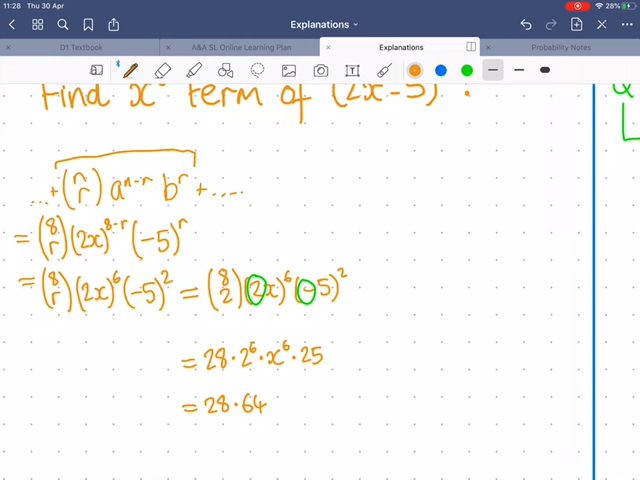 11:28 Thu 30 Apr 28%
Explanations
D1 Textbook A&A SL Online Learning Plan Explanations Probability Notes
Find x term of (2x-5) .
...+(n r) a^(n-r) b^r + ....
= (8 r)(2x)^(8-r) (-5)^r
= (8 r)(2x)^6 (-5)^2 = (8 2)(2x)^6 (-5)^2
= 28 · 2^6 · x^6 · 25
= 28 · 64